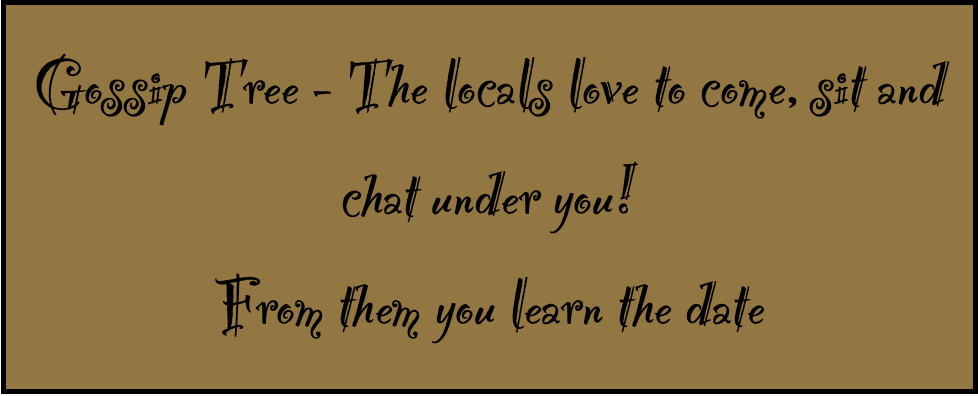 Gossip Tree - The locals love to come, sit and
chat under you!
From them you learn the date